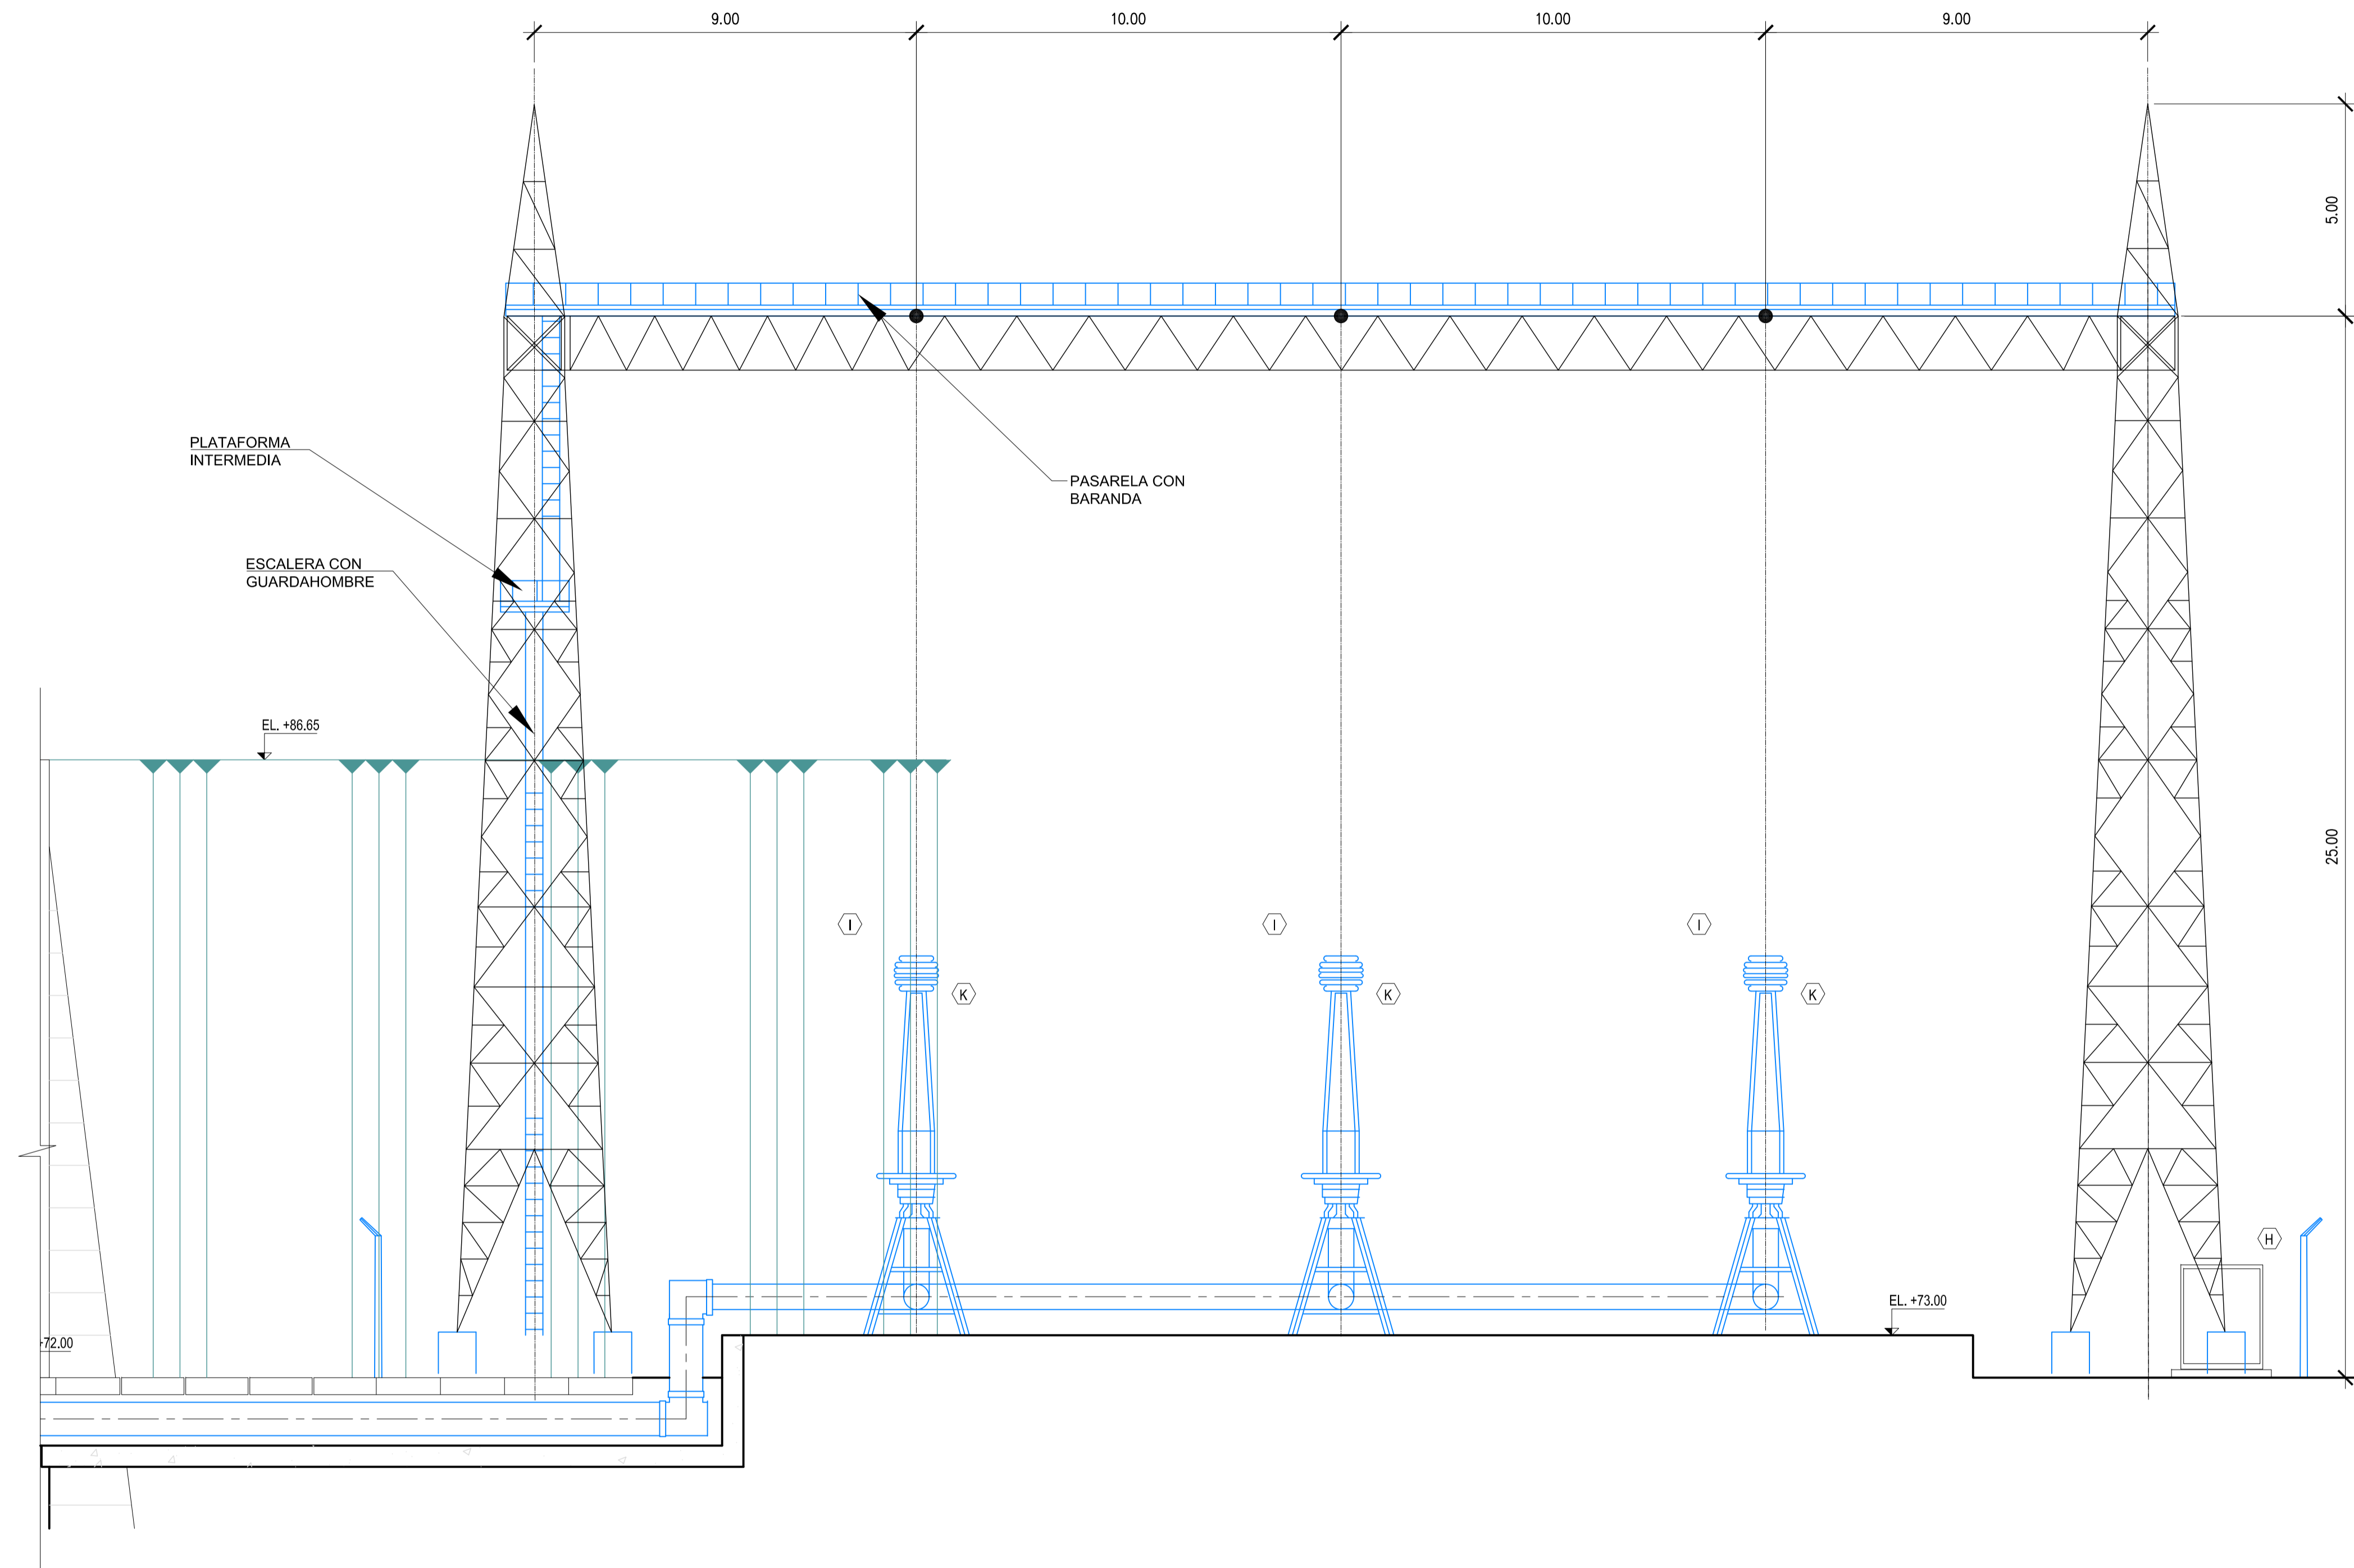 9.00
10.00
10.00
9.00
5.00
PLATAFORMA
INTERMEDIA
PASARELA CON
BARANDA
ESCALERA CON
GUARDAHOMBRE
EL. +86.65
25.00
I
I
I
K
K
K
H
EL. +73.00
+72.00